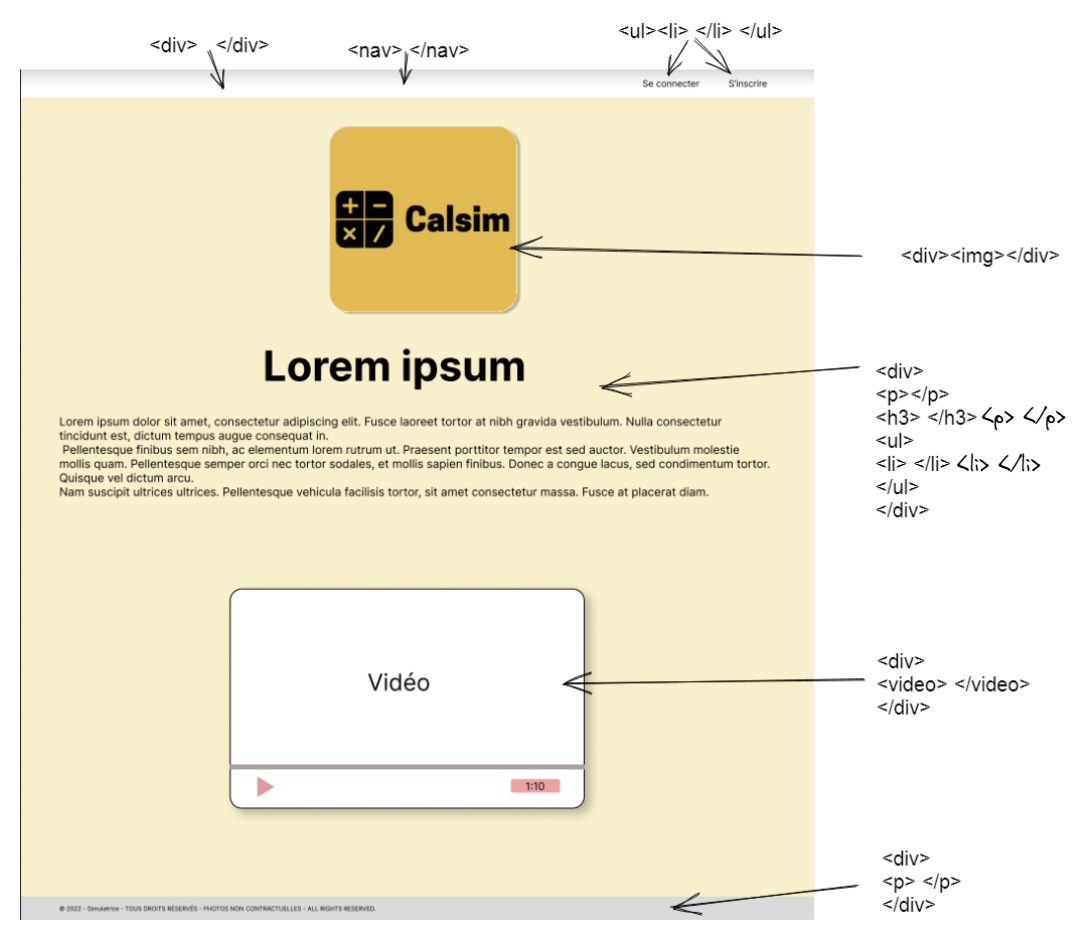 <div> </div>
<nav> </nav>
<ul><li> </li> </ul>
Se connecter
S'inscrire
+ -
× /
Calsim
<div><img></div>
Lorem ipsum
<div>
<p></p>
<h3> </h3> <p> </p>
<ul>
<li> </li> <li> </li>
</ul>
</div>
Lorem ipsum dolor sit amet, consectetur adipiscing elit. Fusce laoreet tortor at nibh gravida vestibulum. Nulla consectetur
tincidunt est, dictum tempus augue consequat in.
Pellentesque finibus sem nibh, ac elementum lorem rutrum ut. Praesent porttitor tempor est sed auctor. Vestibulum molestie
mollis quam. Pellentesque semper orci nec tortor sodales, et mollis sapien finibus. Donec a congue lacus, sed condimentum tortor.
Quisque vel dictum arcu.
Nam suscipit ultrices ultrices. Pellentesque vehicula facilisis tortor, sit amet consectetur massa. Fusce at placerat diam.
Vidéo
<div>
<video> </video>
</div>
1:10
<div>
<p> </p>
</div>
© 2022 - Simulatrice - TOUS DROITS RÉSERVÉS - PHOTOS NON CONTRACTUELLES - ALL RIGHTS RESERVED.